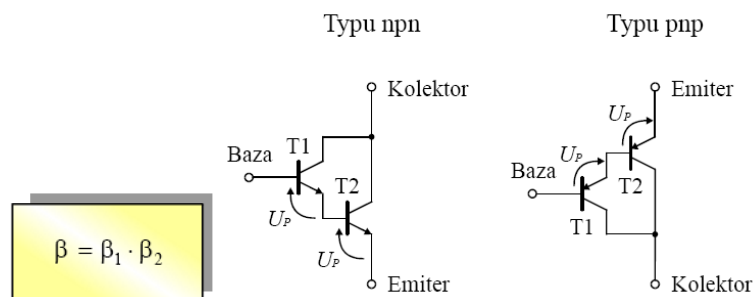 Typu npn
Typu pnp
Kolektor
Emiter
U_P
T1
Baza
T2
U_P
U_P
Emiter
U_P
U_P
T2
Baza
T1
Kolektor
β = β₁ · β₂